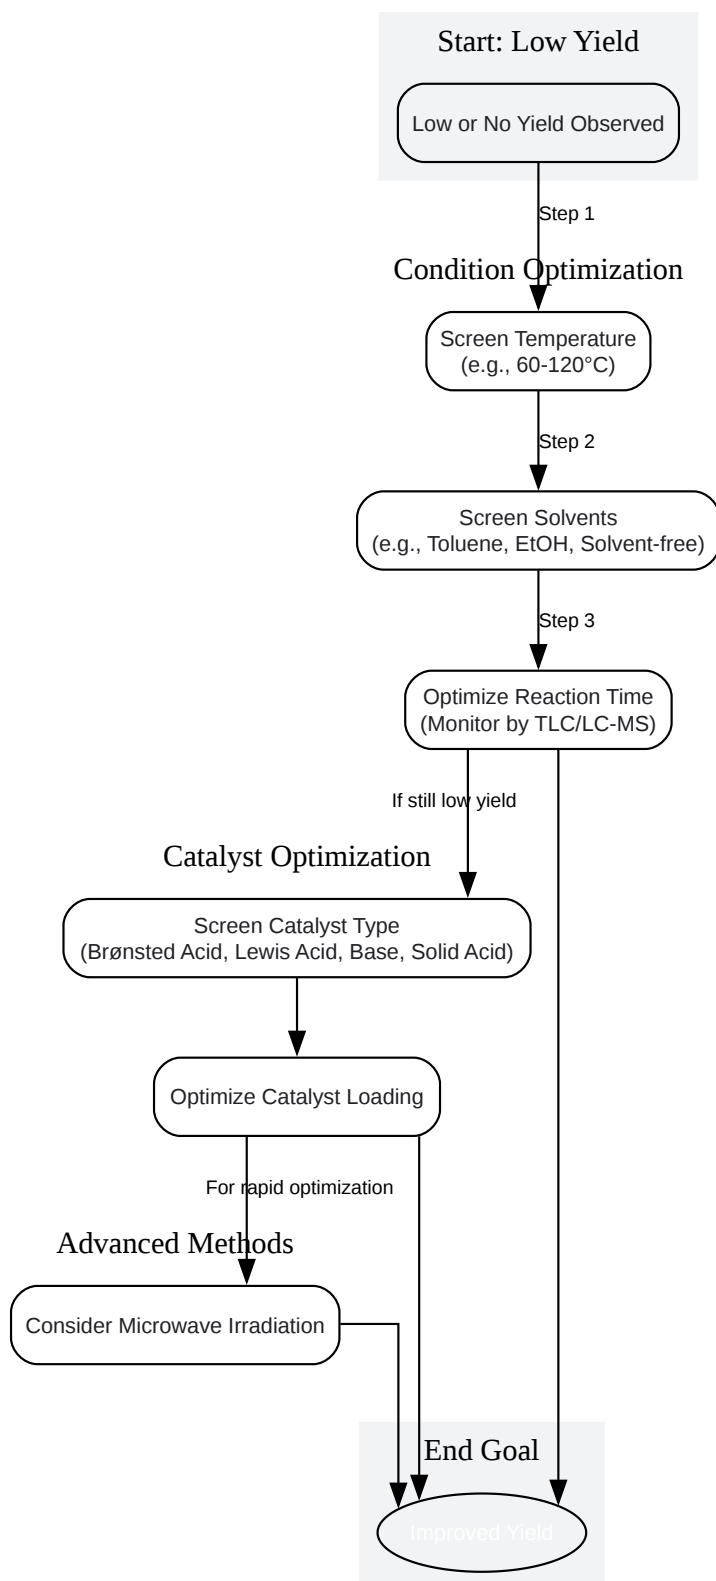 Start: Low Yield
Low or No Yield Observed
Step 1
Condition Optimization
Screen Temperature
(e.g., 60-120°C)
Step 2
Screen Solvents
(e.g., Toluene, EtOH, Solvent-free)
Step 3
Optimize Reaction Time
(Monitor by TLC/LC-MS)
If still low yield
Catalyst Optimization
Screen Catalyst Type
(Brønsted Acid, Lewis Acid, Base, Solid Acid)
Optimize Catalyst Loading
For rapid optimization
Advanced Methods
Consider Microwave Irradiation
End Goal
Improved Yield